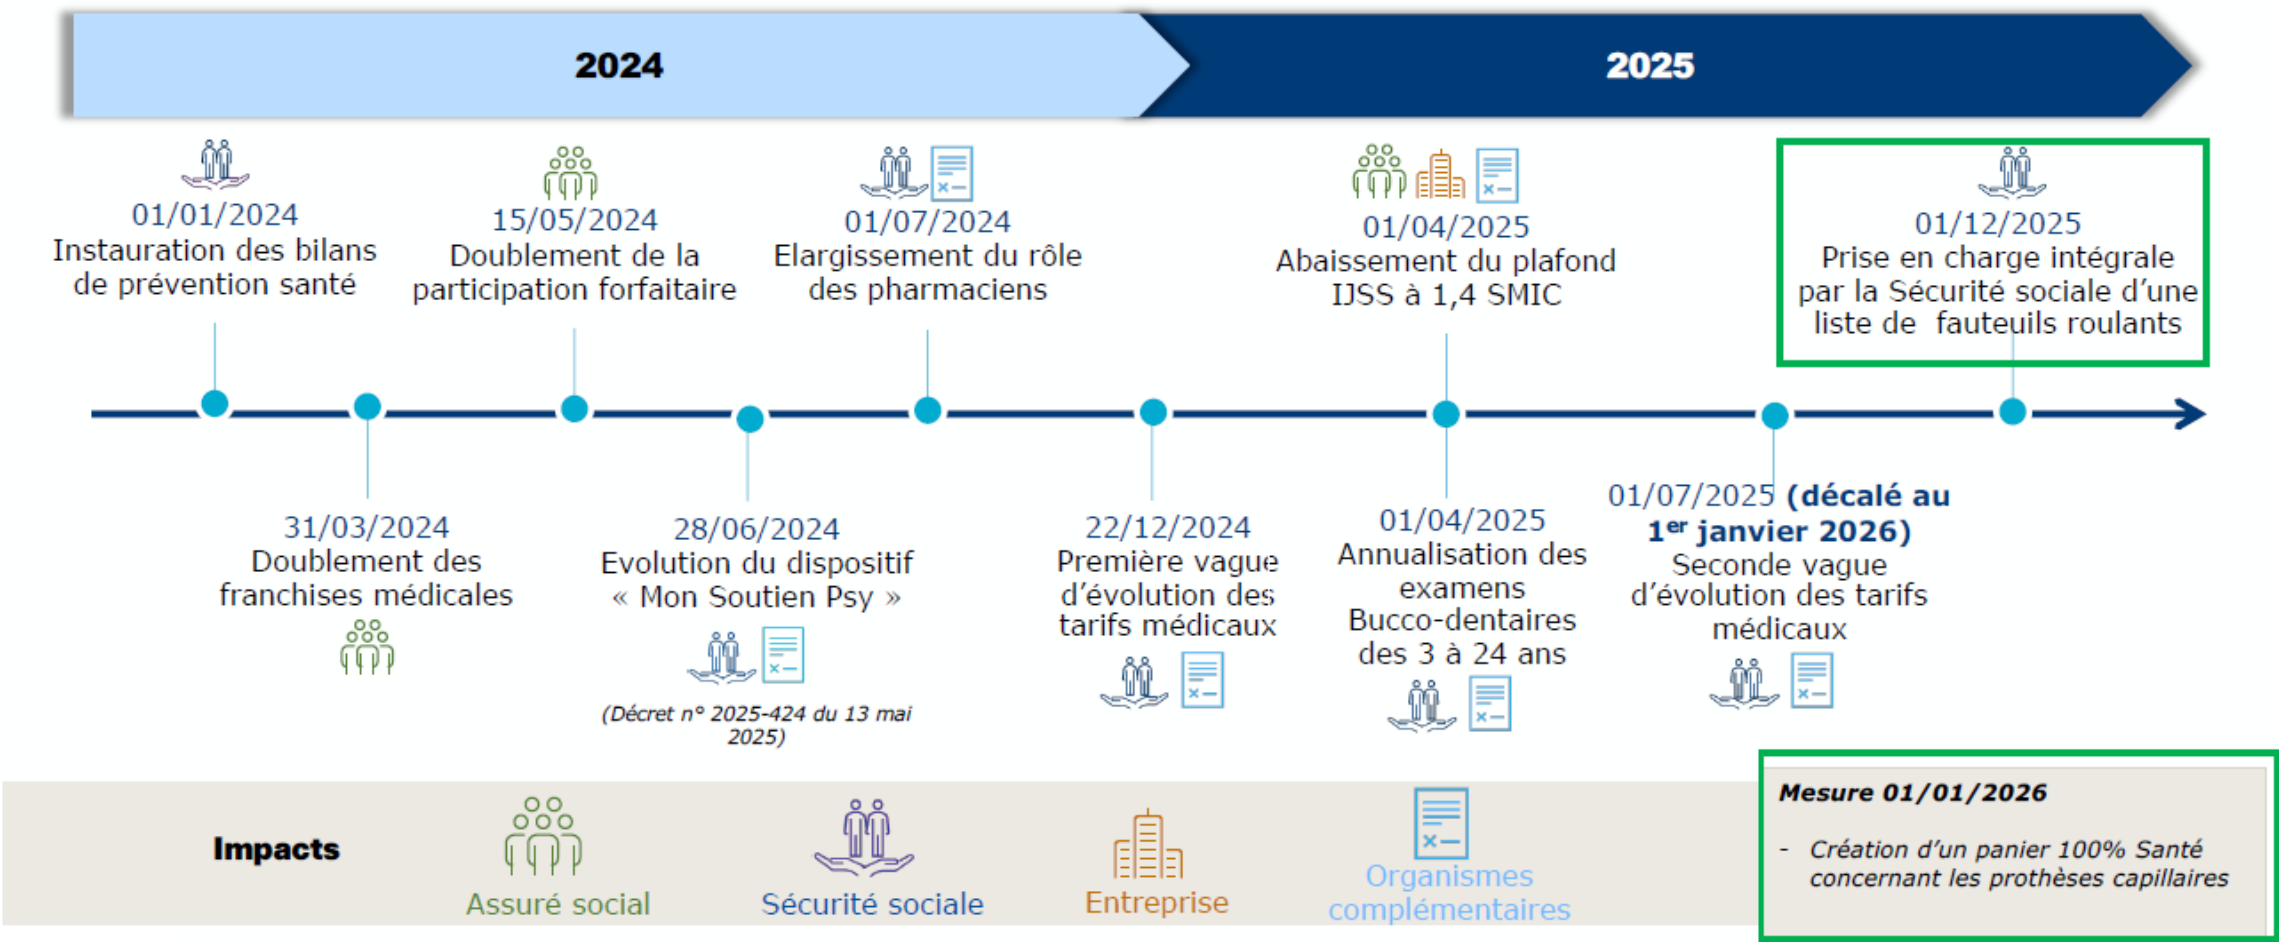 2024
2025
01/01/2024
Instauration des bilans
de prévention santé
15/05/2024
Doublement de la
participation forfaitaire
01/07/2024
Elargissement du rôle
des pharmaciens
01/04/2025
Abaissement du plafond
IJSS à 1,4 SMIC
01/12/2025
Prise en charge intégrale
par la Sécurité sociale d’une
liste de fauteuils roulants
31/03/2024
Doublement des
franchises médicales
28/06/2024
Evolution du dispositif
« Mon Soutien Psy »
(Décret n° 2025-424 du 13 mai
2025)
22/12/2024
Première vague
d’évolution des
tarifs médicaux
01/04/2025
Annualisation des
examens
Bucco-dentaires
des 3 à 24 ans
01/07/2025 (décalé au
1er janvier 2026)
Seconde vague
d’évolution des tarifs
médicaux
Impacts
Assuré social
Sécurité sociale
Entreprise
Organismes
complémentaires
Mesure 01/01/2026
- Création d’un panier 100% Santé
concernant les prothèses capillaires